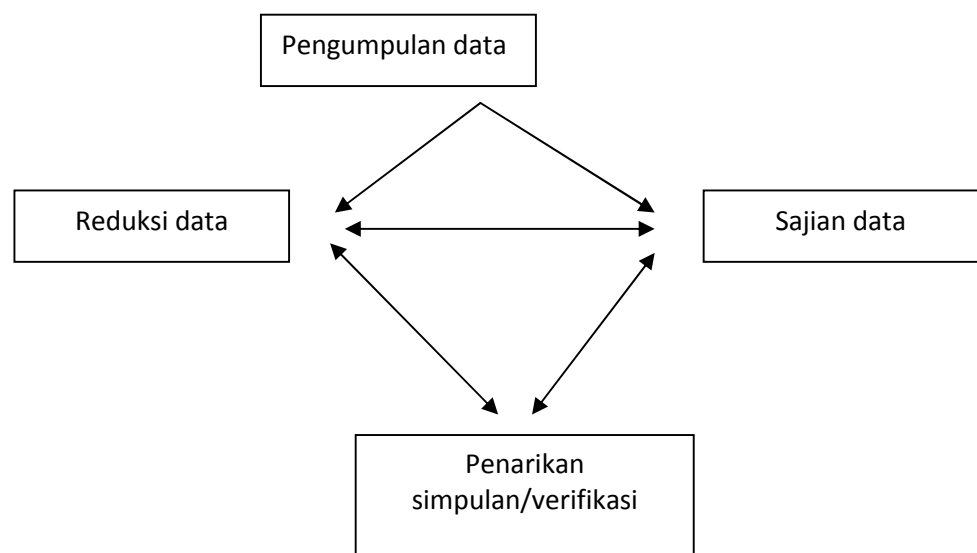 Pengumpulan data
Reduksi data
Sajian data
Penarikan
simpulan/verifikasi